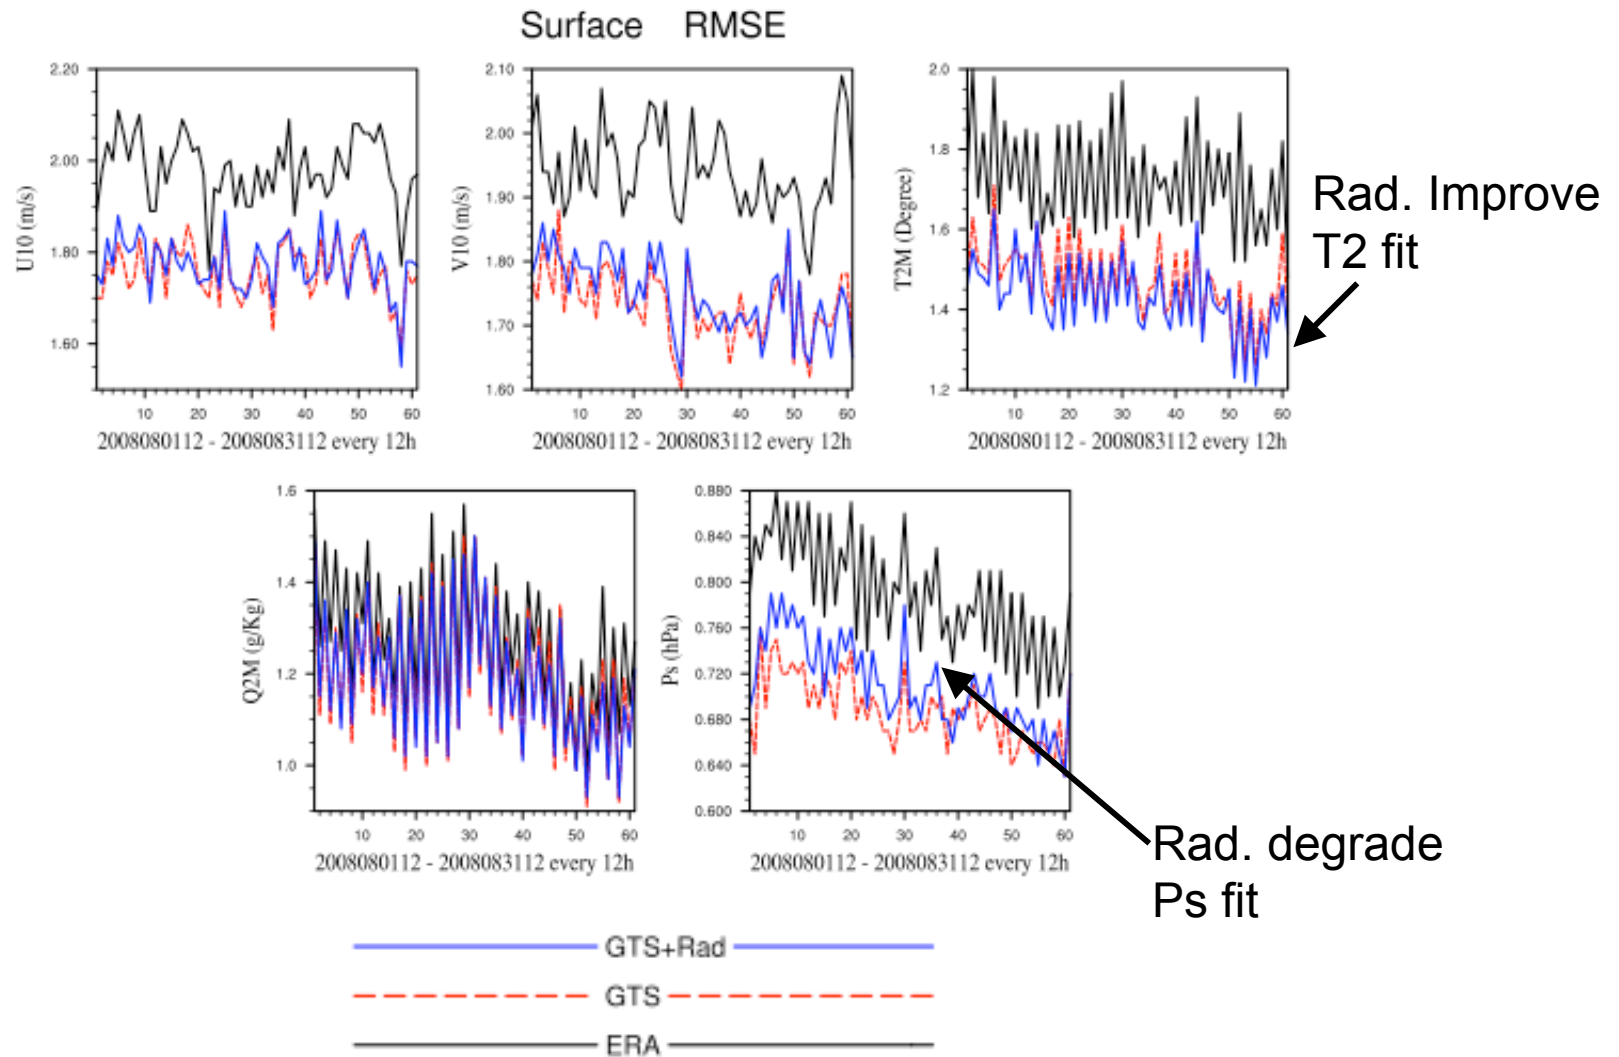 Surface RMSE
2.20
2.00
1.80
1.60
U10 (m/s)
10 20 30 40 50 60
2008080112 - 2008083112 every 12h
2.10
2.00
1.90
1.80
1.70
1.60
V10 (m/s)
10 20 30 40 50 60
2008080112 - 2008083112 every 12h
2.0
1.8
1.6
1.4
1.2
T2M (Degree)
10 20 30 40 50 60
2008080112 - 2008083112 every 12h
Rad. Improve
T2 fit
1.6
1.4
1.2
1.0
Q2M (g/Kg)
10 20 30 40 50 60
2008080112 - 2008083112 every 12h
0.880
0.840
0.800
0.760
0.720
0.680
0.640
0.600
Ps (hPa)
10 20 30 40 50 60
2008080112 - 2008083112 every 12h
Rad. degrade
Ps fit
GTS+Rad
GTS
ERA